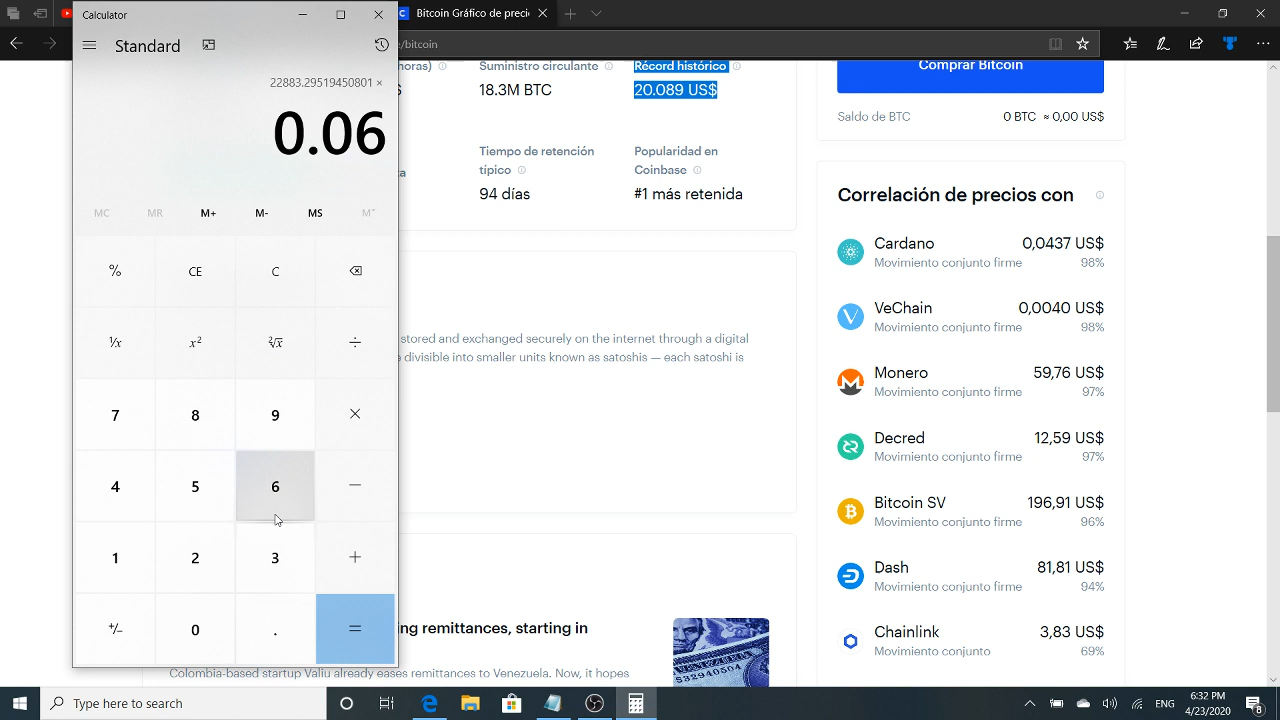 Calculator
Bitcoin Gráfico de preci
e/bitcoin
Standard
22883.29519450801 ×
0.06
MC MR M+ M- MS M˅
% CE C
¹/x x² ²√x ÷
7 8 9 ×
4 5 6 −
1 2 3 +
+/− 0 . =
horas)
Suministro circulante
18.3M BTC
Récord histórico
20.089 US$
Tiempo de retención
típico
94 días
Popularidad en
Coinbase
#1 más retenida
stored and exchanged securely on the internet through a digital
divisible into smaller units known as satoshis — each satoshi is
ng remittances, starting in
Colombia-based startup Valiu already eases remittances to Venezuela. Now, it hopes
Comprar Bitcoin
Saldo de BTC 0 BTC ≈ 0,00 US$
Correlación de precios con
Cardano 0,0437 US$
Movimiento conjunto firme 98%
VeChain 0,0040 US$
Movimiento conjunto firme 98%
Monero 59,76 US$
Movimiento conjunto firme 97%
Decred 12,59 US$
Movimiento conjunto firme 97%
Bitcoin SV 196,91 US$
Movimiento conjunto firme 96%
Dash 81,81 US$
Movimiento conjunto firme 94%
Chainlink 3,83 US$
Movimiento conjunto 69%
Type here to search
ENG
6:32 PM
4/23/2020
8